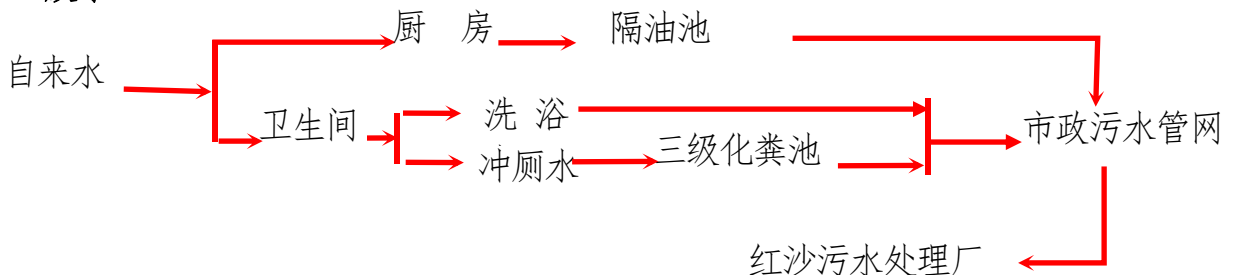 厨 房 隔油池
自来水
卫生间 洗 浴
冲厕水 三级化粪池 市政污水管网
红沙污水处理厂